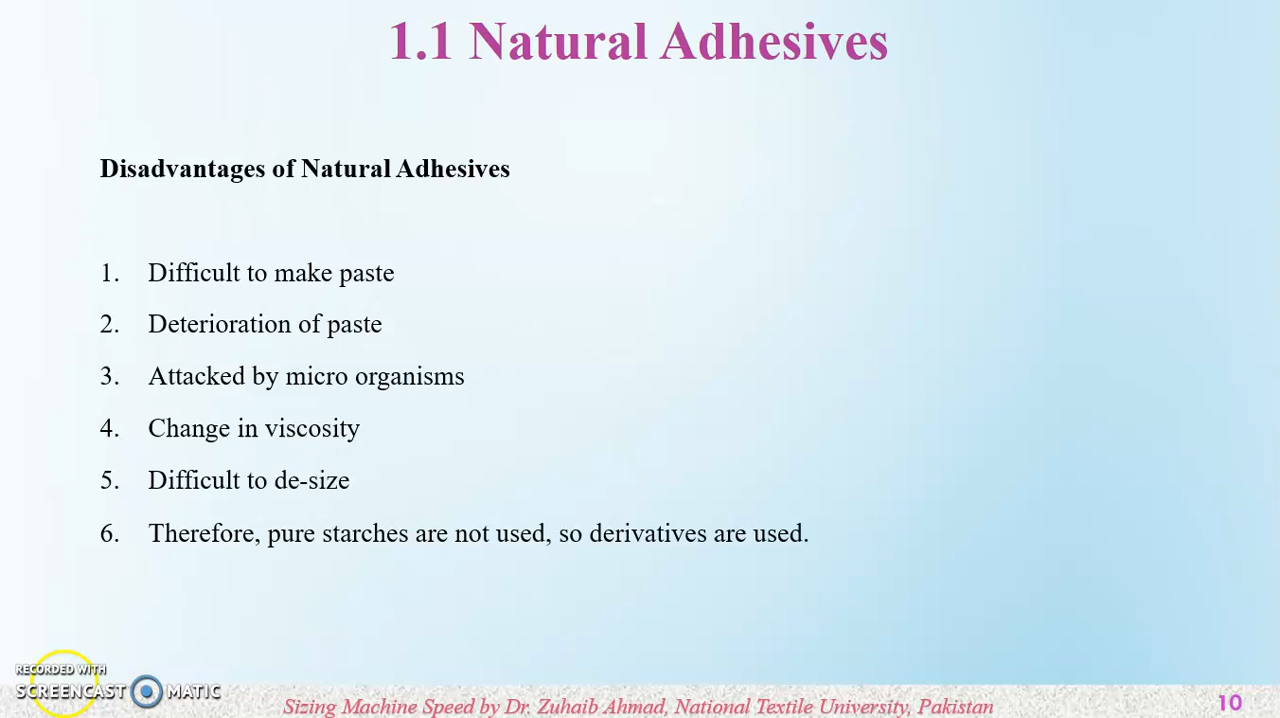 1.1 Natural Adhesives
Disadvantages of Natural Adhesives
1. Difficult to make paste
2. Deterioration of paste
3. Attacked by micro organisms
4. Change in viscosity
5. Difficult to de-size
6. Therefore, pure starches are not used, so derivatives are used.
RECORDED WITH
SCREENCAST MATIC
Sizing Machine Speed by Dr. Zuhaib Ahmad, National Textile University, Pakistan
10